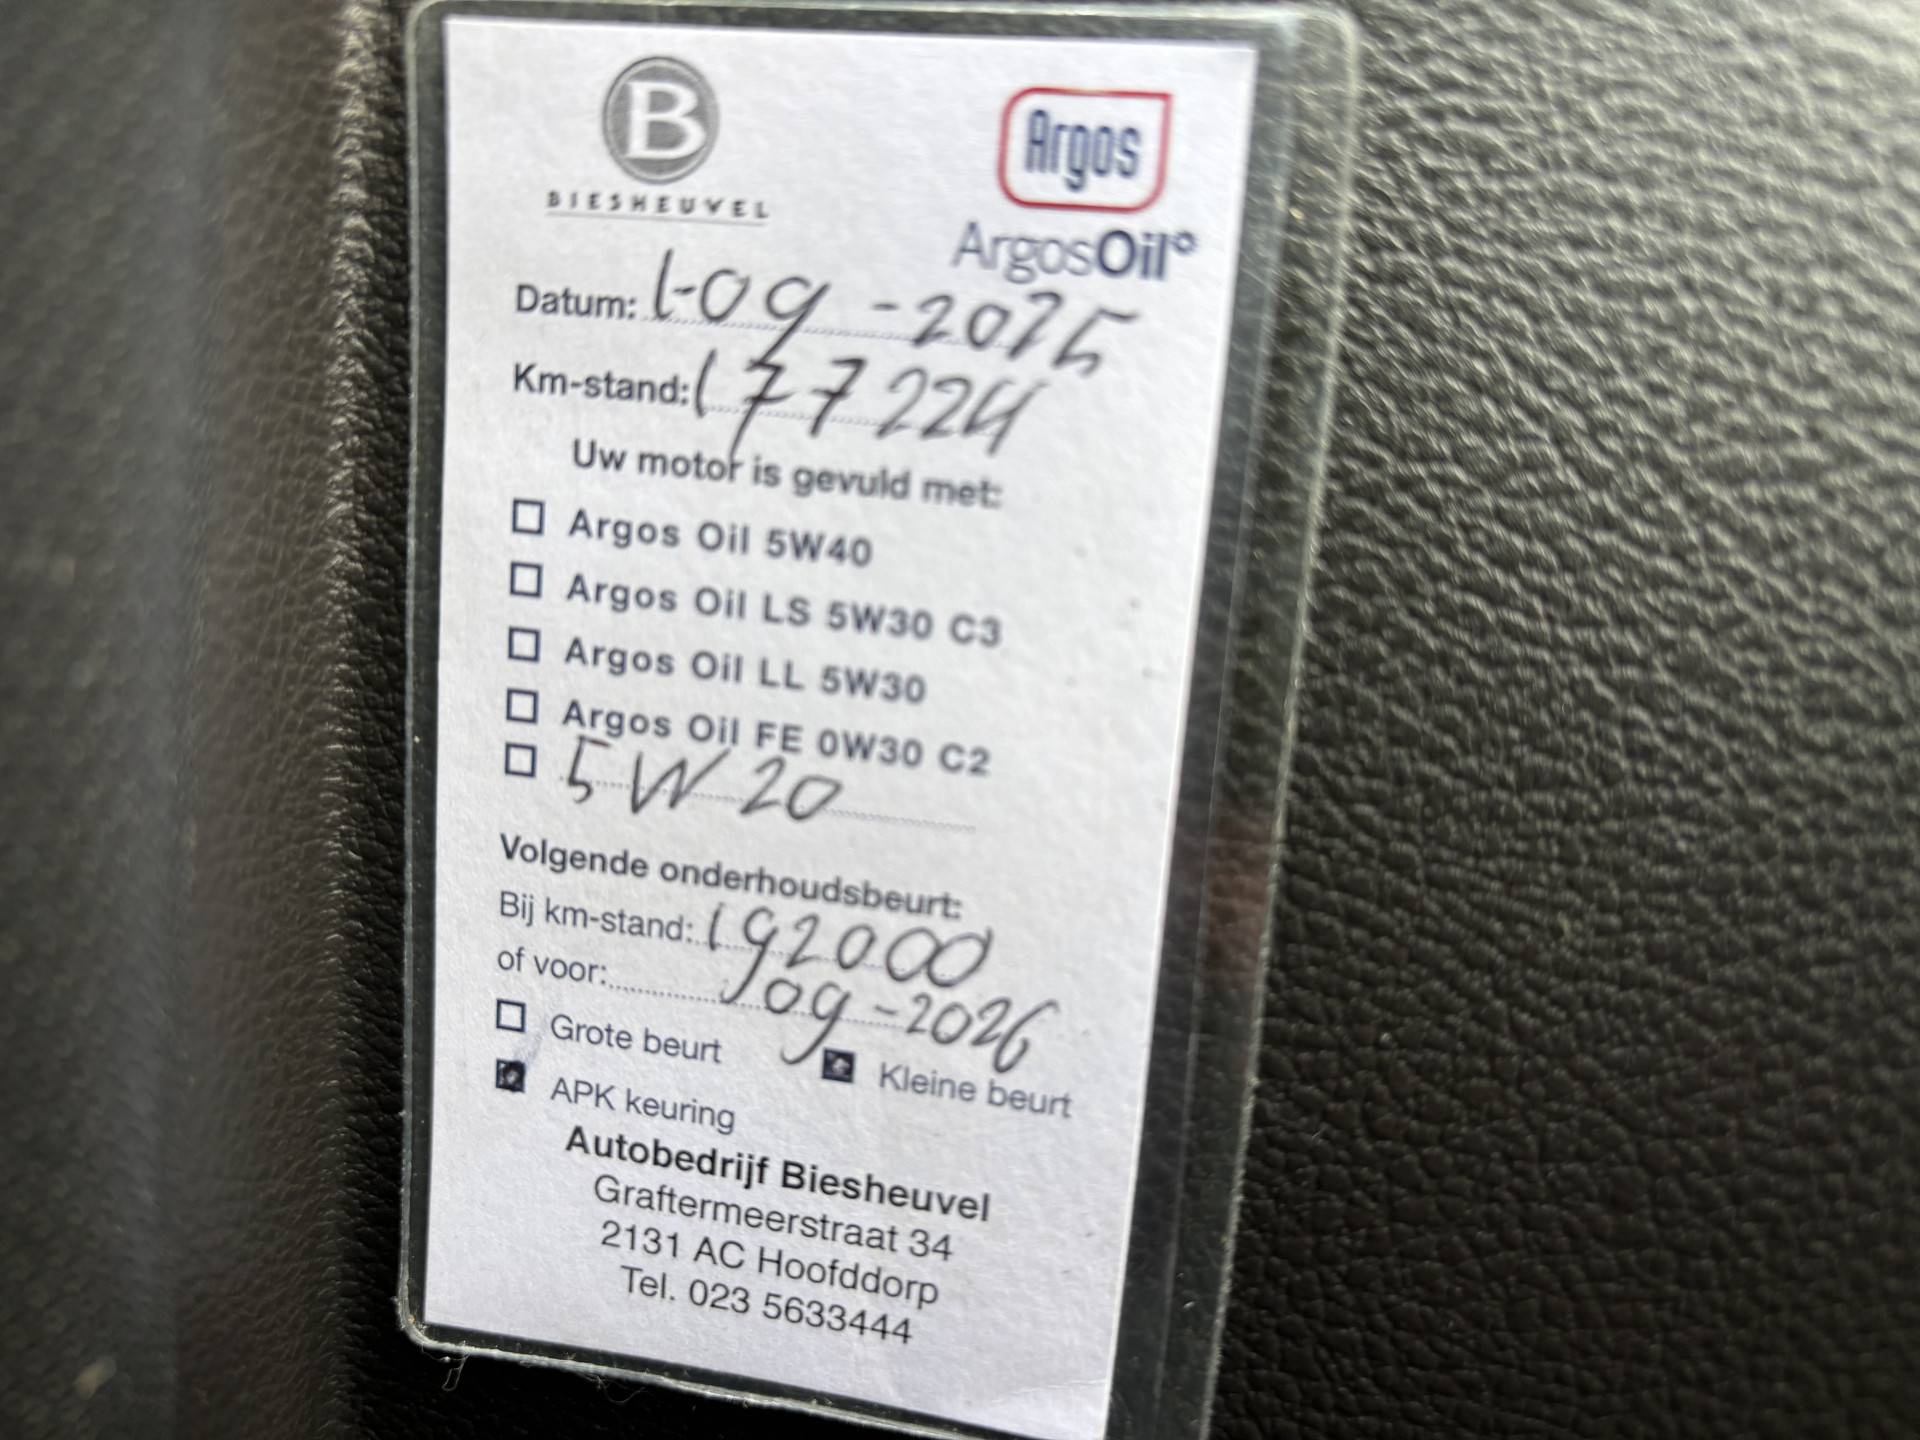 B
BIESHEUVEL
Argos
ArgosOil
Datum: 1-09-2025
Km-stand: 177224
Uw motor is gevuld met:
Argos Oil 5W40
Argos Oil LS 5W30 C3
Argos Oil LL 5W30
Argos Oil FE 0W30 C2
5W20
Volgende onderhoudsbeurt:
Bij km-stand: 192000
of voor: 09-2026
Grote beurt Kleine beurt
APK keuring
Autobedrijf Biesheuvel
Graftermeerstraat 34
2131 AC Hoofddorp
Tel. 023 5633444